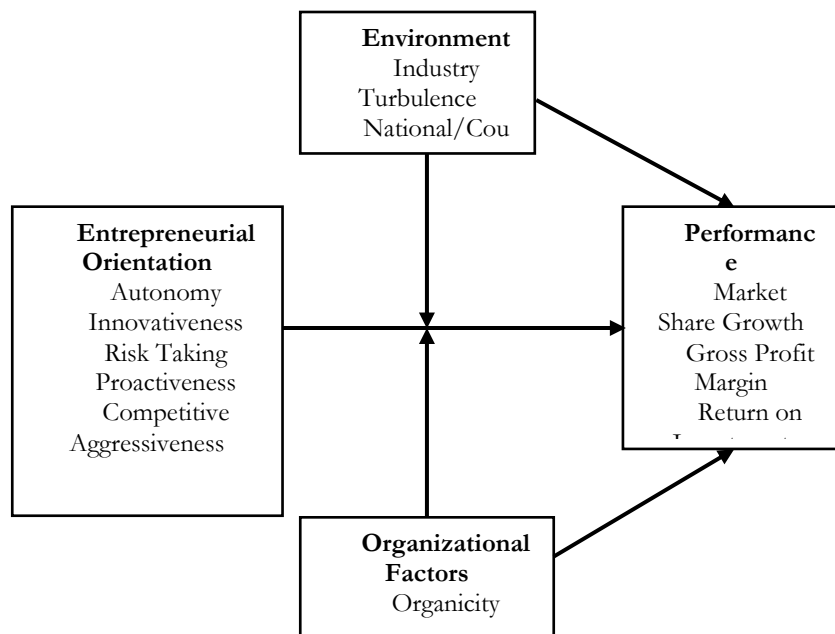 Environment
Industry
Turbulence
National/Cou
Entrepreneurial
Orientation
Autonomy
Innovativeness
Risk Taking
Proactiveness
Competitive
Aggressiveness
Performanc
e
Market
Share Growth
Gross Profit
Margin
Return on
Organizational
Factors
Organicity